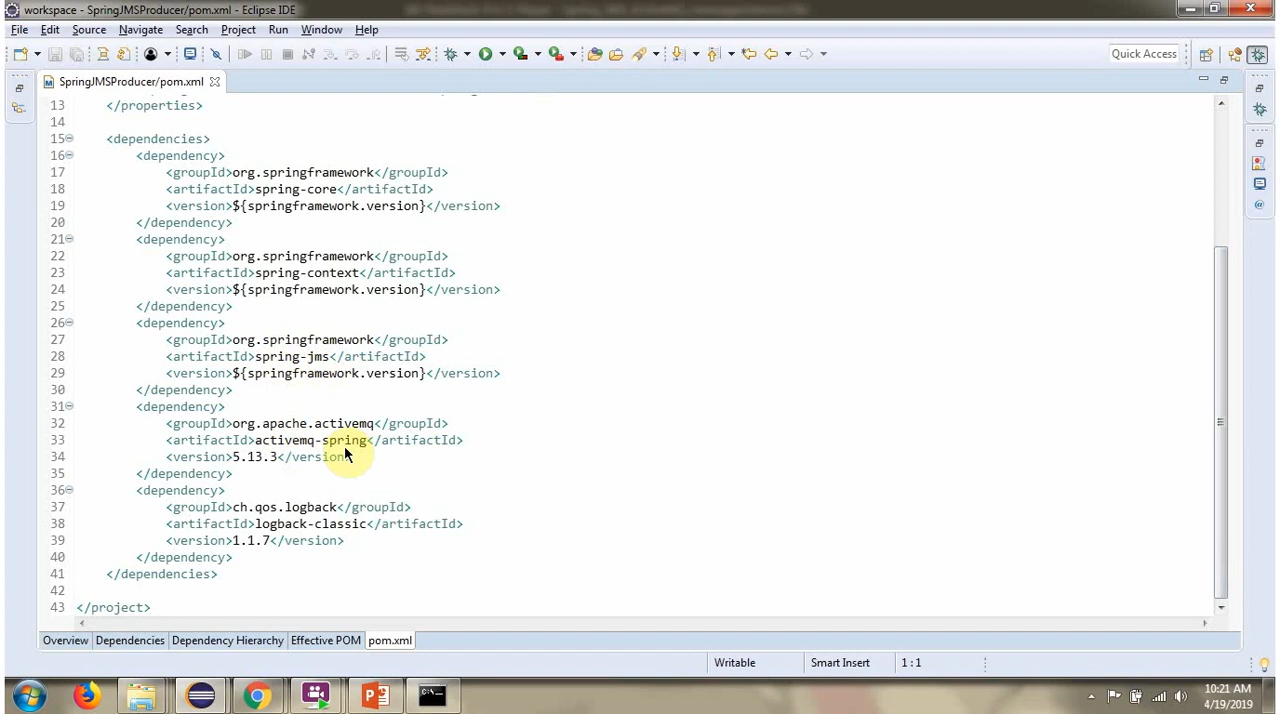 workspace - SpringJMSProducer/pom.xml - Eclipse IDE
File Edit Source Navigate Search Project Run Window Help
Quick Access
SpringJMSProducer/pom.xml
13 </properties>
14
15 <dependencies>
16 <dependency>
17 <groupId>org.springframework</groupId>
18 <artifactId>spring-core</artifactId>
19 <version>${springframework.version}</version>
20 </dependency>
21 <dependency>
22 <groupId>org.springframework</groupId>
23 <artifactId>spring-context</artifactId>
24 <version>${springframework.version}</version>
25 </dependency>
26 <dependency>
27 <groupId>org.springframework</groupId>
28 <artifactId>spring-jms</artifactId>
29 <version>${springframework.version}</version>
30 </dependency>
31 <dependency>
32 <groupId>org.apache.activemq</groupId>
33 <artifactId>activemq-spring</artifactId>
34 <version>5.13.3</version>
35 </dependency>
36 <dependency>
37 <groupId>ch.qos.logback</groupId>
38 <artifactId>logback-classic</artifactId>
39 <version>1.1.7</version>
40 </dependency>
41 </dependencies>
42
43 </project>
Overview Dependencies Dependency Hierarchy Effective POM pom.xml
Writable Smart Insert 1 : 1
10:21 AM
4/19/2019